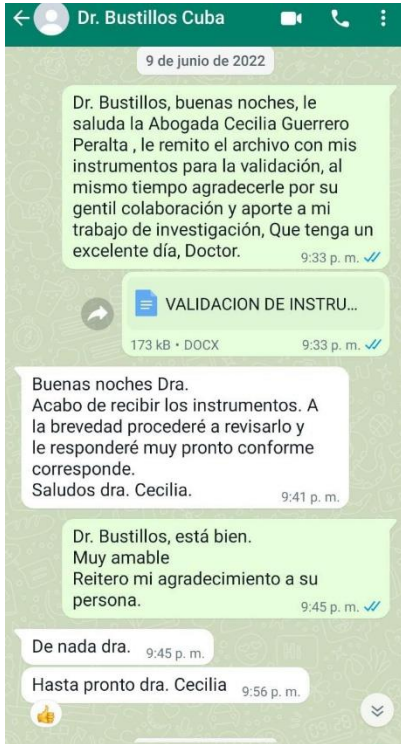 Dr. Bustillos Cuba
9 de junio de 2022
Dr. Bustillos, buenas noches, le
saluda la Abogada Cecilia Guerrero
Peralta , le remito el archivo con mis
instrumentos para la validación, al
mismo tiempo agradecerle por su
gentil colaboración y aporte a mi
trabajo de investigación, Que tenga un
excelente día, Doctor.
9:33 p. m.
VALIDACION DE INSTRU...
173 kB • DOCX
9:33 p. m.
Buenas noches Dra.
Acabo de recibir los instrumentos. A
la brevedad procederé a revisarlo y
le responderé muy pronto conforme
corresponde.
Saludos dra. Cecilia.
9:41 p. m.
Dr. Bustillos, está bien.
Muy amable
Reitero mi agradecimiento a su
persona.
9:45 p. m.
De nada dra.
9:45 p. m.
Hasta pronto dra. Cecilia
9:56 p. m.